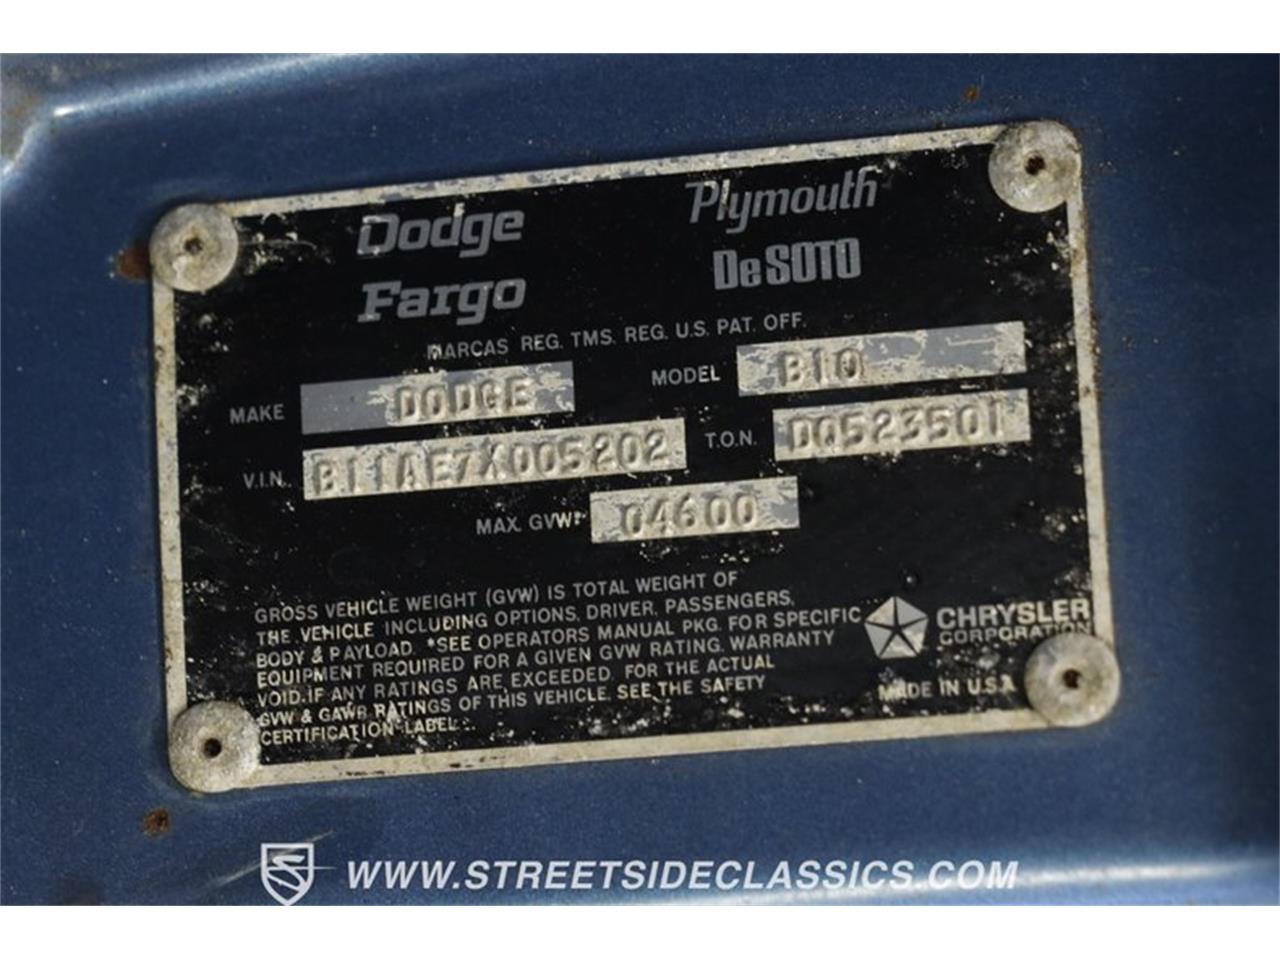 Dodge Plymouth
Fargo DeSOTO
MARCAS REG. TMS. REG. U.S. PAT. OFF.
MAKE DODGE MODEL B10
V.I.N. B11AE7X005202 T.O.N. DQ523501
MAX. GVW* 04600
GROSS VEHICLE WEIGHT (GVW) IS TOTAL WEIGHT OF
THE VEHICLE INCLUDING OPTIONS, DRIVER, PASSENGERS,
BODY & PAYLOAD. *SEE OPERATORS MANUAL PKG. FOR SPECIFIC
EQUIPMENT REQUIRED FOR A GIVEN GVW RATING. WARRANTY
VOID, IF ANY RATINGS ARE EXCEEDED. FOR THE ACTUAL
GVW & GAWR RATINGS OF THIS VEHICLE. SEE THE SAFETY
CERTIFICATION LABEL.
CHRYSLER
CORPORATION
MADE IN U.S.A.
WWW.STREETSIDECLASSICS.COM